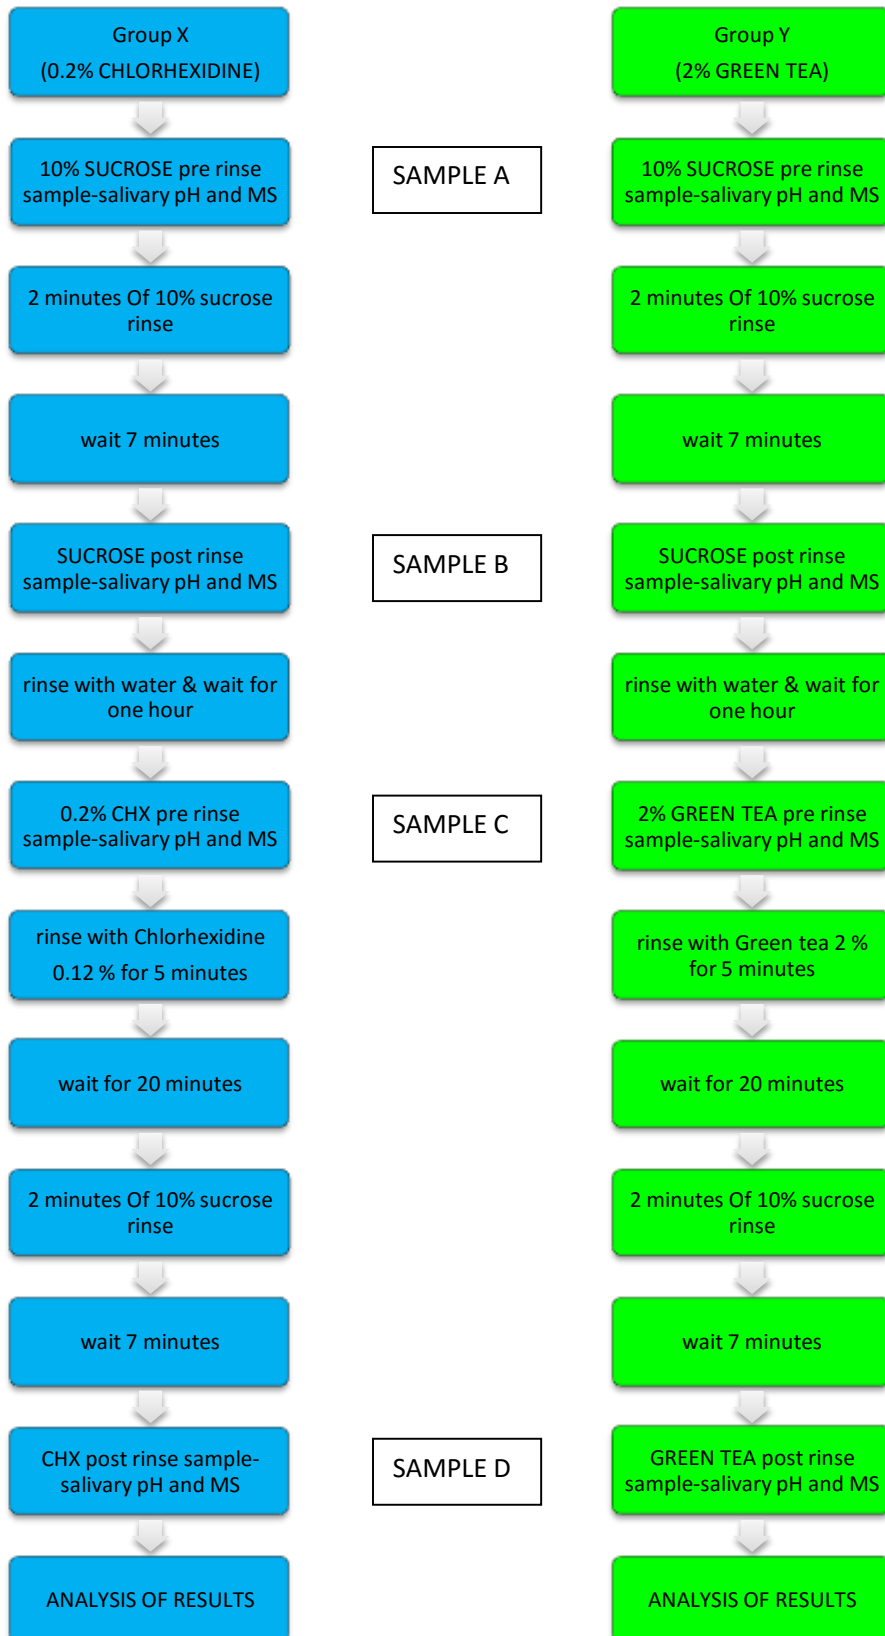 Group X
(0.2% CHLORHEXIDINE)
Group Y
(2% GREEN TEA)
10% SUCROSE pre rinse
sample-salivary pH and MS
SAMPLE A
10% SUCROSE pre rinse
sample-salivary pH and MS
2 minutes Of 10% sucrose
rinse
2 minutes Of 10% sucrose
rinse
wait 7 minutes
wait 7 minutes
SUCROSE post rinse
sample-salivary pH and MS
SAMPLE B
SUCROSE post rinse
sample-salivary pH and MS
rinse with water & wait for
one hour
rinse with water & wait for
one hour
0.2% CHX pre rinse
sample-salivary pH and MS
SAMPLE C
2% GREEN TEA pre rinse
sample-salivary pH and MS
rinse with Chlorhexidine
0.12 % for 5 minutes
rinse with Green tea 2 %
for 5 minutes
wait for 20 minutes
wait for 20 minutes
2 minutes Of 10% sucrose
rinse
2 minutes Of 10% sucrose
rinse
wait 7 minutes
wait 7 minutes
CHX post rinse sample-
salivary pH and MS
SAMPLE D
GREEN TEA post rinse
sample-salivary pH and MS
ANALYSIS OF RESULTS
ANALYSIS OF RESULTS